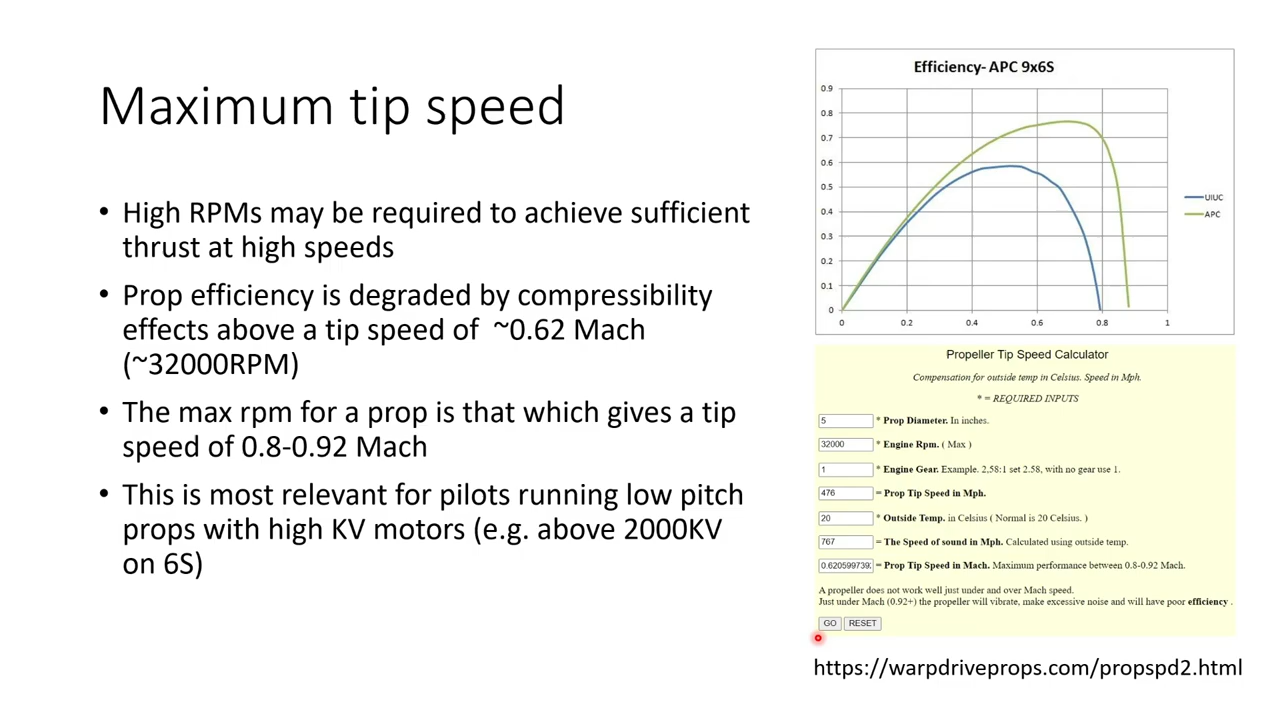 Maximum tip speed
• High RPMs may be required to achieve sufficient
thrust at high speeds
• Prop efficiency is degraded by compressibility
effects above a tip speed of ~0.62 Mach
(~32000RPM)
• The max rpm for a prop is that which gives a tip
speed of 0.8-0.92 Mach
• This is most relevant for pilots running low pitch
props with high KV motors (e.g. above 2000KV
on 6S)
Efficiency- APC 9x6S
0.9
0.8
0.7
0.6
0.5
0.4
0.3
0.2
0.1
0
0 0.2 0.4 0.6 0.8 1
UIUC
APC
Propeller Tip Speed Calculator
Compensation for outside temp in Celsius. Speed in Mph.
* = REQUIRED INPUTS
5 * Prop Diameter. In inches.
32000 * Engine Rpm. ( Max )
1 * Engine Gear. Example. 2,58:1 set 2.58, with no gear use 1.
476 = Prop Tip Speed in Mph.
20 * Outside Temp. in Celsius ( Normal is 20 Celsius. )
767 = The Speed of sound in Mph. Calculated using outside temp.
= Prop Tip Speed in Mach. Maximum performance between 0.8-0.92 Mach.
A propeller does not work well just under and over Mach speed.
Just under Mach (0.92+) the propeller will vibrate, make excessive noise and will have poor efficiency .
GO RESET
https://warpdriveprops.com/propspd2.html